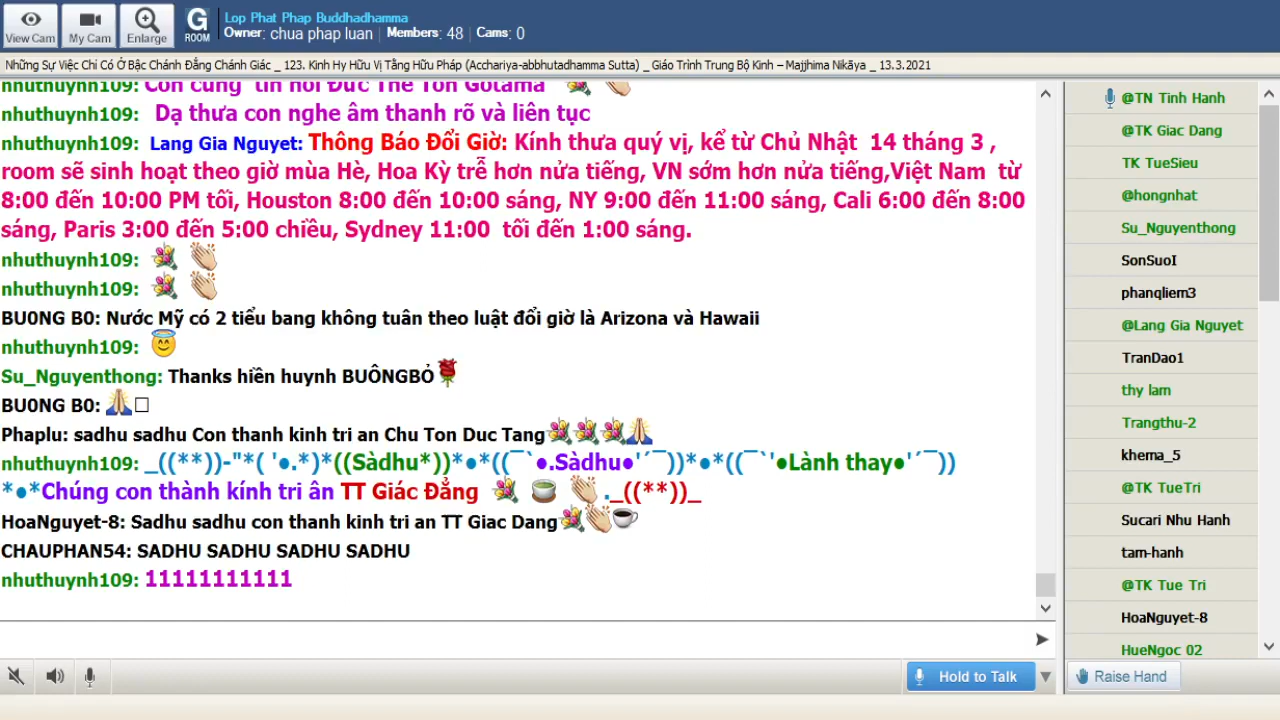 View Cam
My Cam
Enlarge
G
ROOM
Lop Phat Phap Buddhadhamma
Owner: chua phap luan | Members: 48 | Cams: 0
Những Sự Việc Chỉ Có Ở Bậc Chánh Đẳng Chánh Giác _ 123. Kinh Hy Hữu Vị Tằng Hữu Pháp (Acchariya-abbhutadhamma Sutta) _ Giáo Trình Trung Bộ Kinh – Majjhima Nikāya _ 13.3.2021
nhuthuynh109: Con cung tin noi Đức Thế Tôn Gotama
nhuthuynh109: Dạ thưa con nghe âm thanh rõ và liên tục
nhuthuynh109: Lang Gia Nguyet: Thông Báo Đổi Giờ: Kính thưa quý vị, kể từ Chủ Nhật 14 tháng 3 ,
room sẽ sinh hoạt theo giờ mùa Hè, Hoa Kỳ trễ hơn nửa tiếng, VN sớm hơn nửa tiếng,Việt Nam từ
8:00 đến 10:00 PM tối, Houston 8:00 đến 10:00 sáng, NY 9:00 đến 11:00 sáng, Cali 6:00 đến 8:00
sáng, Paris 3:00 đến 5:00 chiều, Sydney 11:00 tối đến 1:00 sáng.
nhuthuynh109:
nhuthuynh109:
BU0NG B0: Nước Mỹ có 2 tiểu bang không tuân theo luật đổi giờ là Arizona và Hawaii
nhuthuynh109:
Su_Nguyenthong: Thanks hiền huynh BUÔNGBỎ
BU0NG B0:
Phaplu: sadhu sadhu Con thanh kinh tri an Chu Ton Duc Tang
nhuthuynh109: _((**))-"*( '●.*)*((Sàdhu*))*●*((¯`●.Sàdhu●'´¯))*●*((¯`'●Lành thay●'´¯))
*●*Chúng con thành kính tri ân TT Giác Đẳng ._((**))_
HoaNguyet-8: Sadhu sadhu con thanh kinh tri an TT Giac Dang
CHAUPHAN54: SADHU SADHU SADHU SADHU
nhuthuynh109: 11111111111
@TN Tinh Hanh
@TK Giac Dang
TK TueSieu
@hongnhat
Su_Nguyenthong
SonSuoI
phanqliem3
@Lang Gia Nguyet
TranDao1
thy lam
Trangthu-2
khema_5
@TK TueTri
Sucari Nhu Hanh
tam-hanh
@TK Tue Tri
HoaNguyet-8
HueNgoc 02
Hold to Talk
Raise Hand